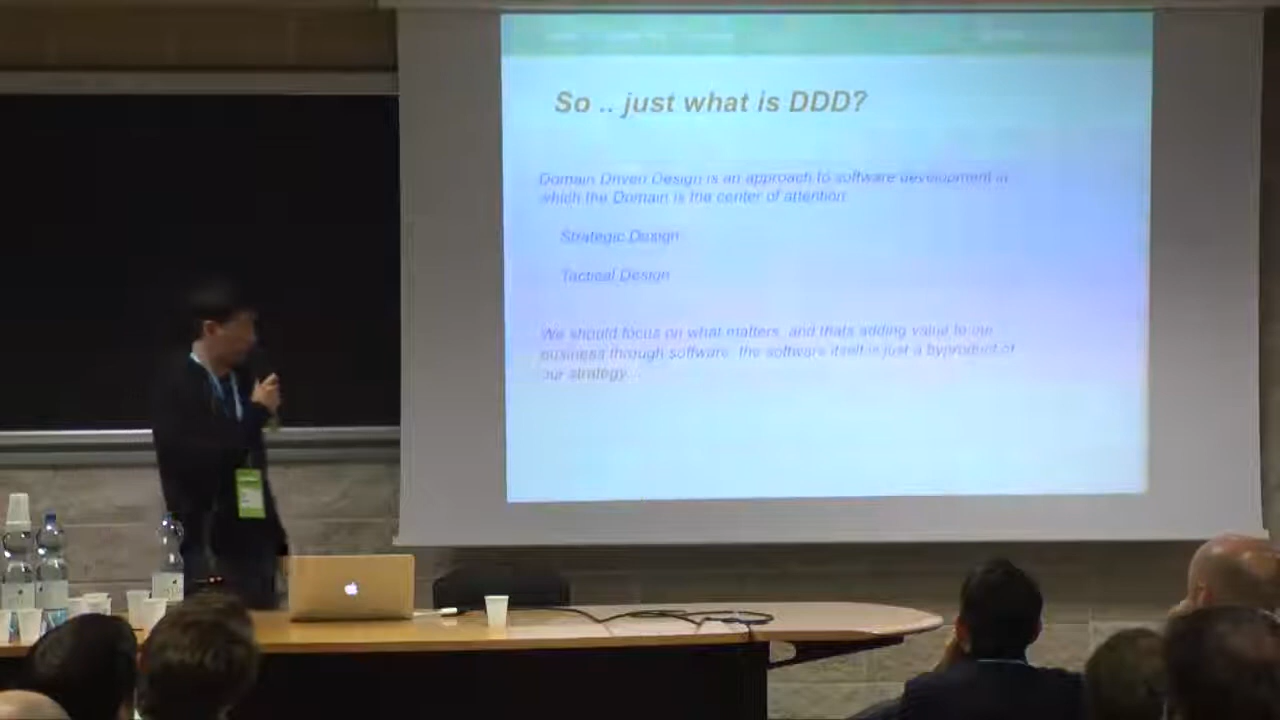 So .. just what is DDD?
Domain Driven Design is an approach to software development in
which the Domain is the center of attention.
Strategic Design
Tactical Design
We should focus on what matters, and thats adding value to our
business through software, the software itself is just a byproduct of
our strategy...